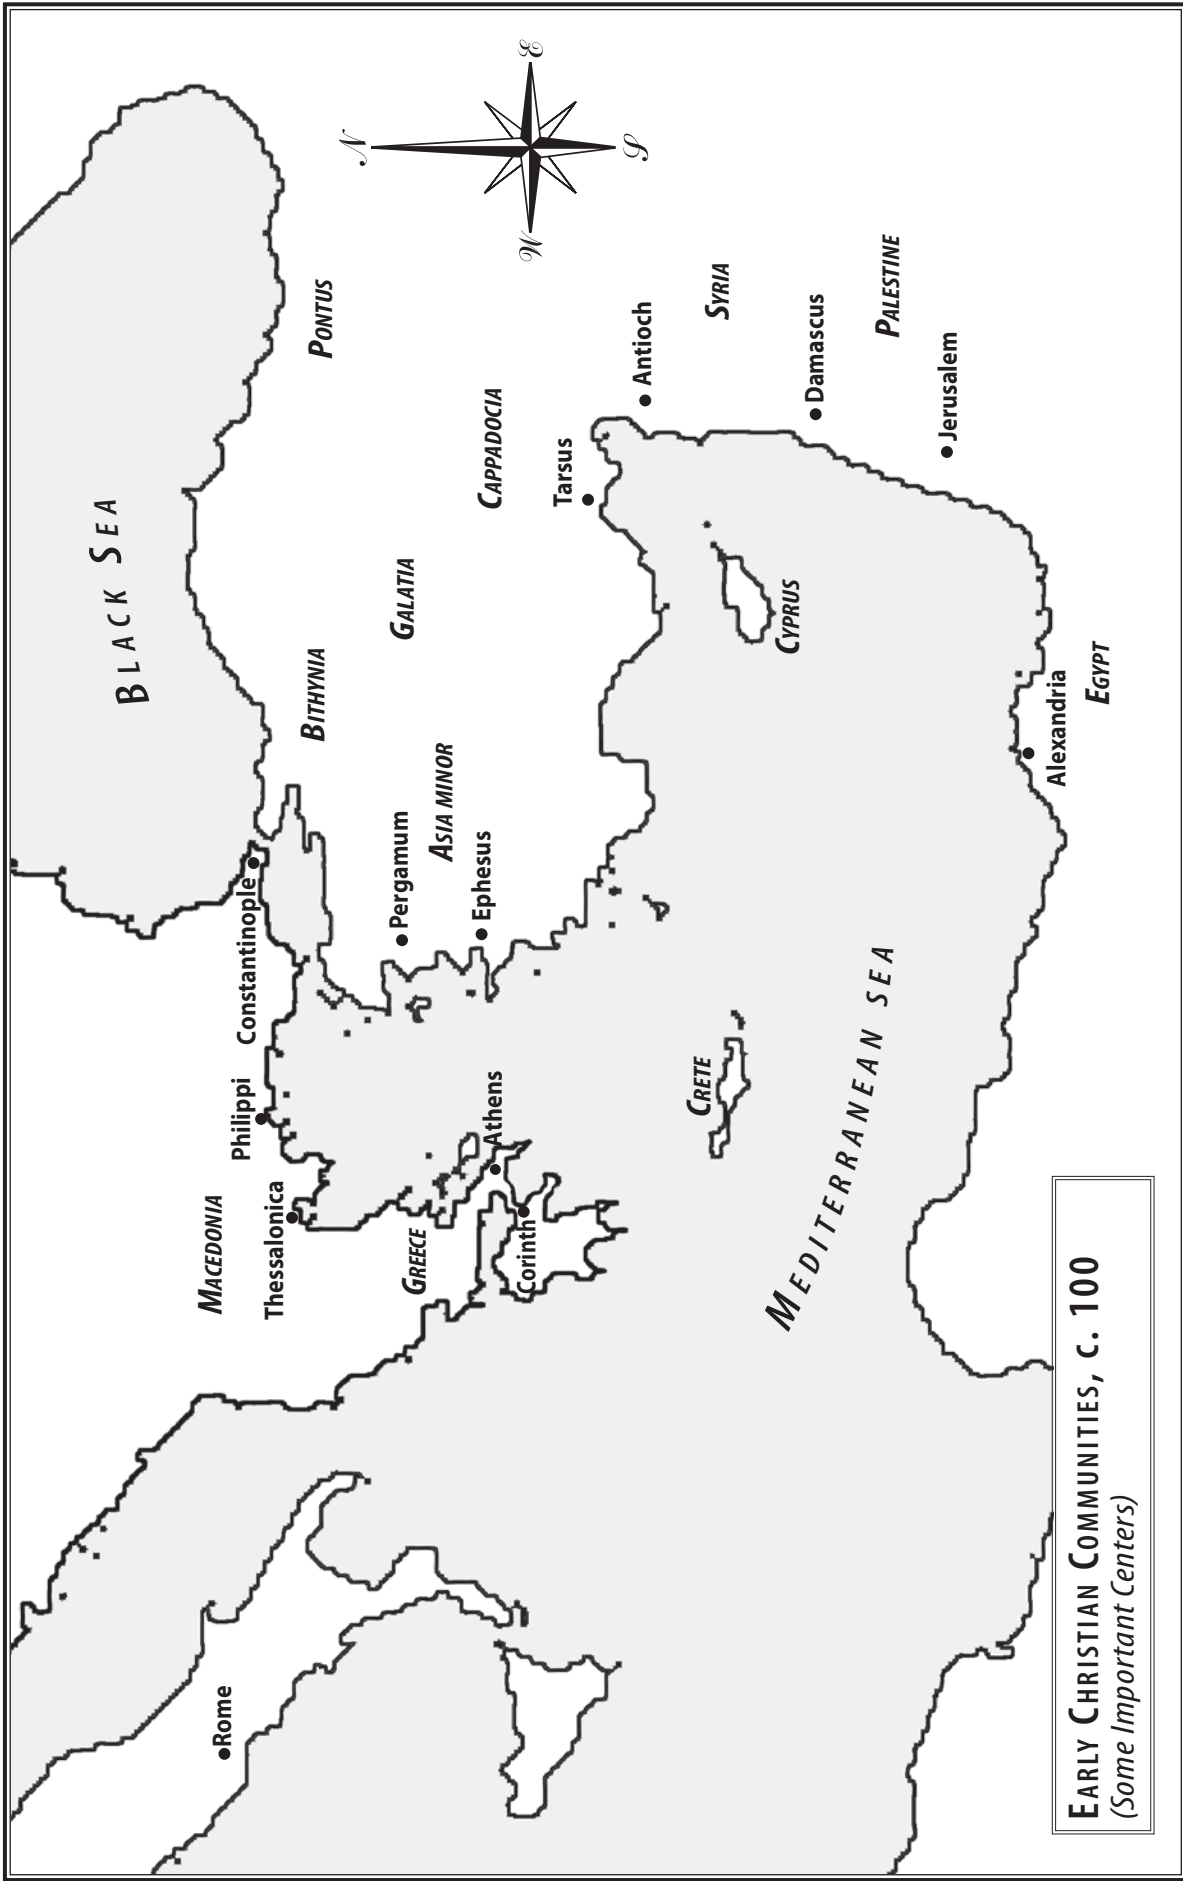 BLACK SEA
N
E
S
W
PONTUS
BITHYNIA
GALATIA
CAPPADOCIA
ASIA MINOR
MACEDONIA
GREECE
Philippi
Constantinople
Thessalonica
Pergamum
Ephesus
Athens
Corinth
Rome
Tarsus
Antioch
SYRIA
Damascus
PALESTINE
Jerusalem
CYPRUS
CRETE
MEDITERRANEAN SEA
Alexandria
EGYPT
EARLY CHRISTIAN COMMUNITIES, C. 100
(Some Important Centers)